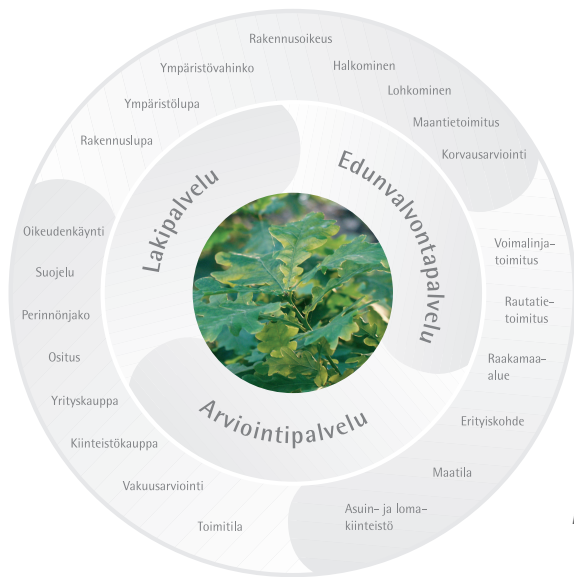 Rakennusoikeus
Halkominen
Lohkominen
Maantietoimitus
Korvausarviointi
Voimalinja-
toimitus
Rautatie-
toimitus
Raakamaa-
alue
Erityiskohde
Maatila
Asuin- ja loma-
kiinteistö
Toimitila
Vakuusarviointi
Kiinteistökauppa
Yrityskauppa
Ositus
Perinnönjako
Suojelu
Oikeudenkäynti
Rakennuslupa
Ympäristölupa
Ympäristövahinko
Lakipalvelu
Edunvalvontapalvelu
Arviointipalvelu